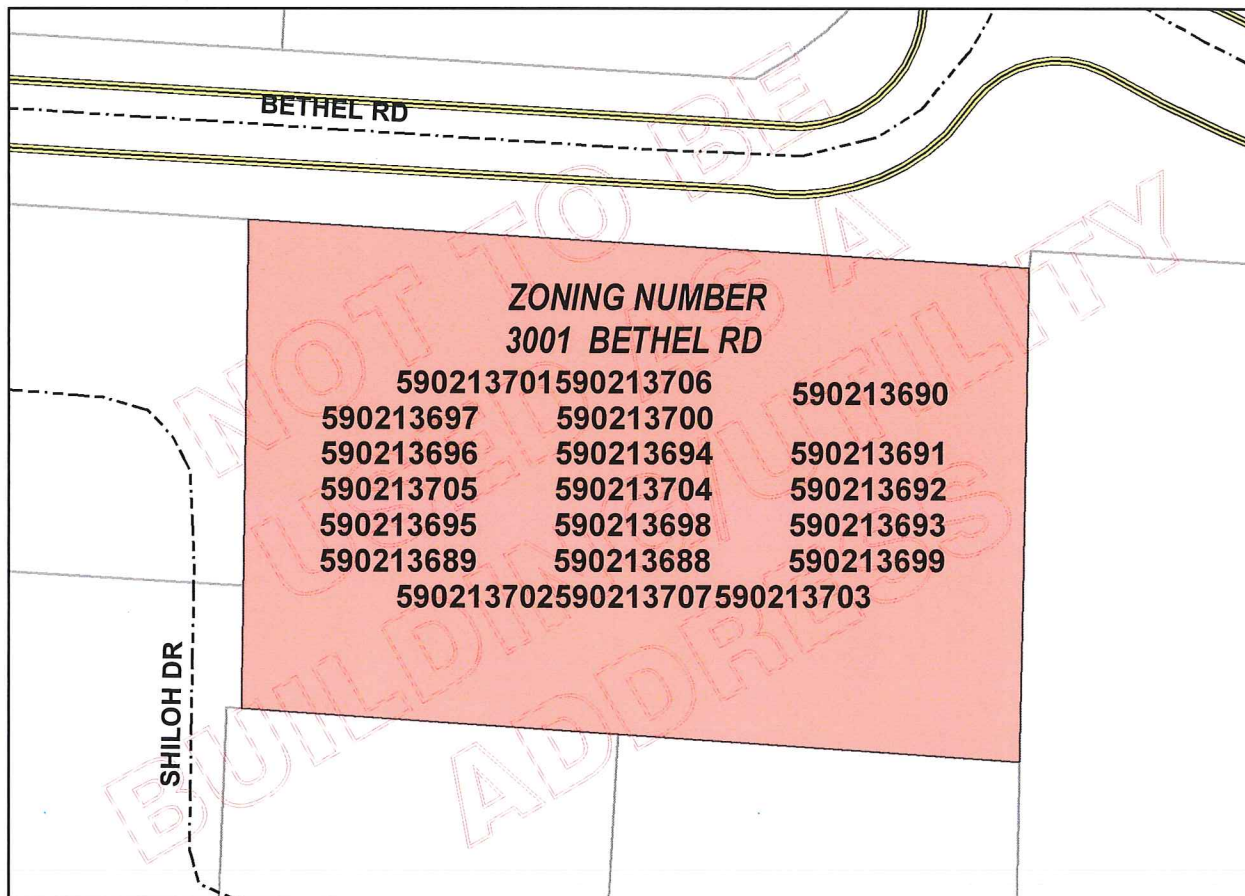 BETHEL RD
ZONING NUMBER
3001 BETHEL RD
590213701590213706 590213690
590213697 590213700
590213696 590213694 590213691
590213705 590213704 590213692
590213695 590213698 590213693
590213689 590213688 590213699
590213702590213707590213703
SHILOH DR
NOT TO BE
USED AS A
BUILDING/UTILITY
ADDRESS